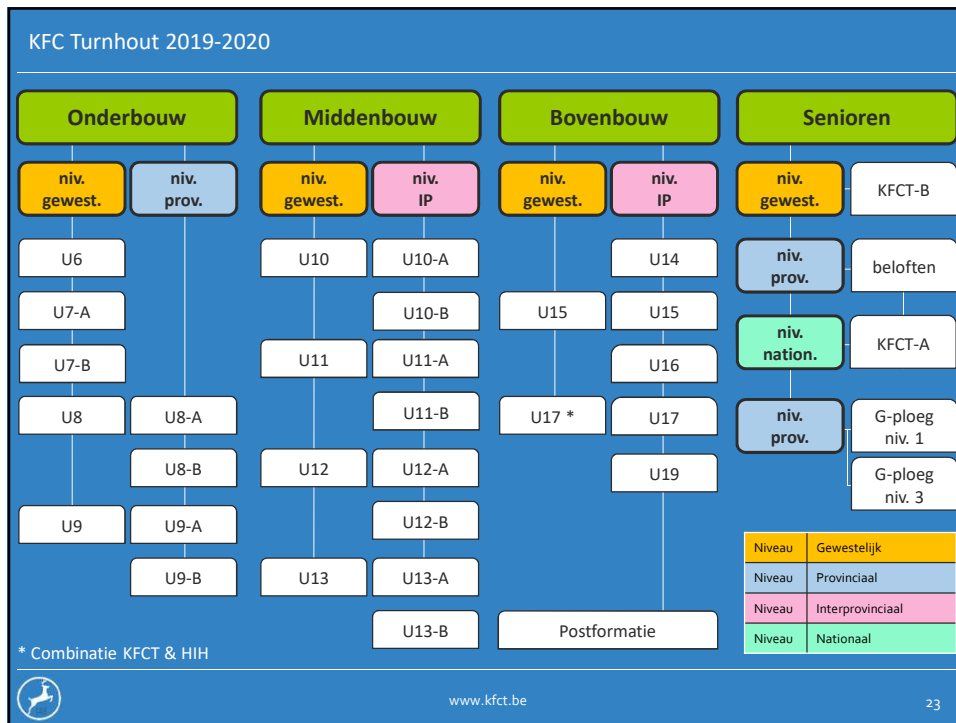 KFC Turnhout 2019-2020
Onderbouw
Middenbouw
Bovenbouw
Senioren
niv.
gewest.
niv.
prov.
niv.
gewest.
niv.
IP
niv.
gewest.
niv.
IP
niv.
gewest.
KFCT-B
U6
U10
U10-A
U14
niv.
prov.
beloften
U7-A
U10-B
U15
U15
niv.
nation.
KFCT-A
U7-B
U11
U11-A
U16
U8
U8-A
U11-B
U17 *
U17
niv.
prov.
G-ploeg
niv. 1
U8-B
U12
U12-A
U19
G-ploeg
niv. 3
U9
U9-A
U12-B
U9-B
U13
U13-A
U13-B
Postformatie
Niveau Gewestelijk
Niveau Provinciaal
Niveau Interprovinciaal
Niveau Nationaal
* Combinatie KFCT & HIH
www.kfct.be
23